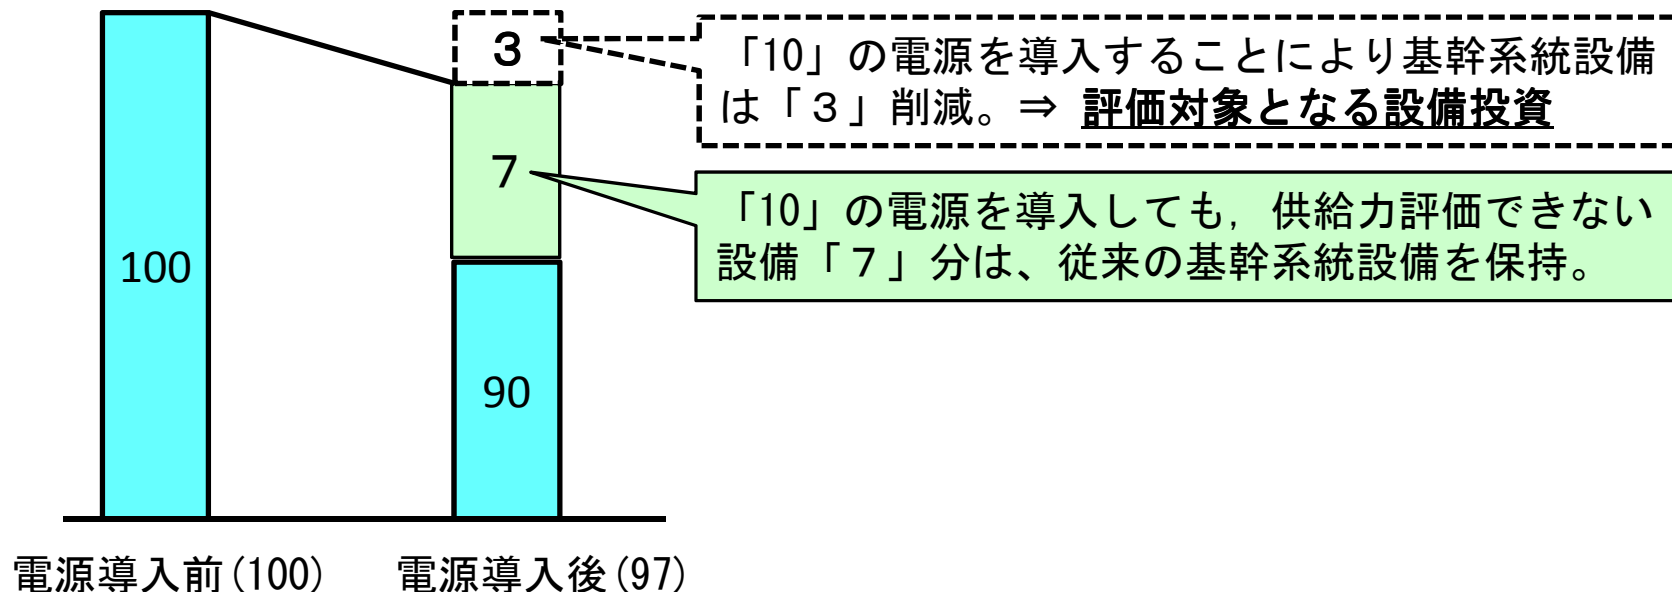 3
「10」の電源を導入することにより基幹系統設備
は「３」削減。⇒ 評価対象となる設備投資
7
「10」の電源を導入しても，供給力評価できない
設備「７」分は、従来の基幹系統設備を保持。
100
90
電源導入前(100)
電源導入後(97)